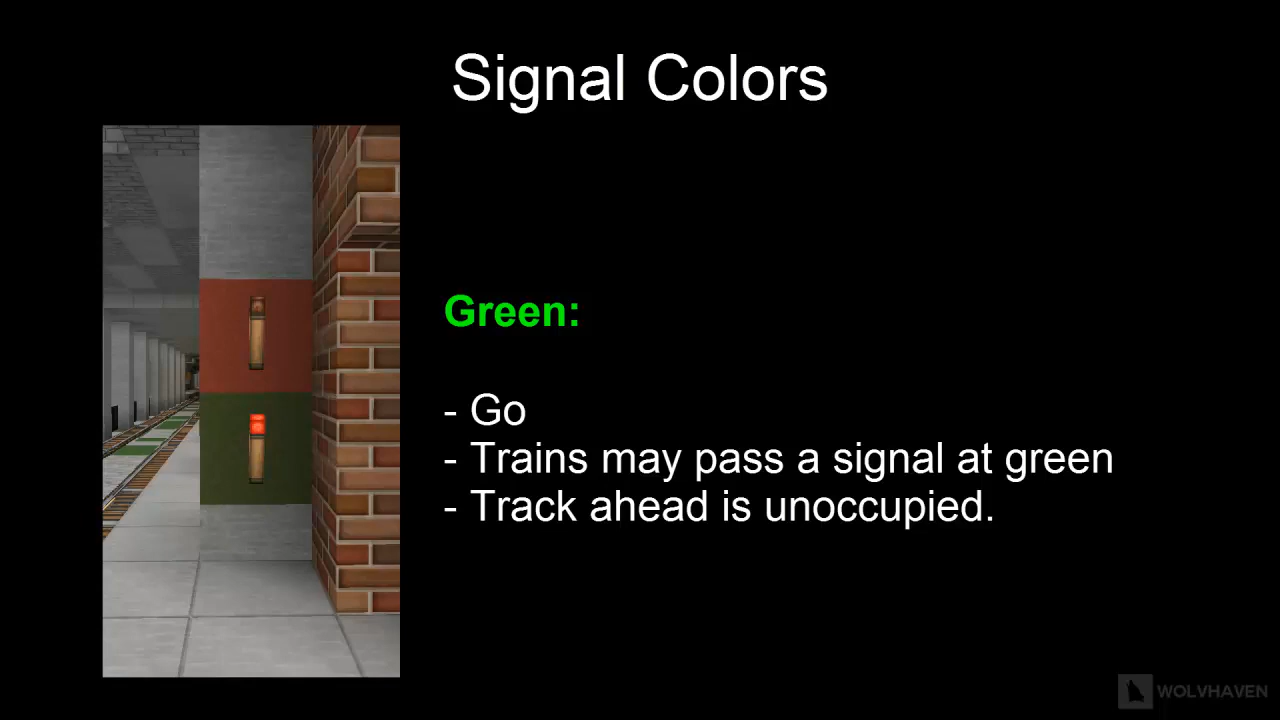 Signal Colors
Green:
- Go
- Trains may pass a signal at green
- Track ahead is unoccupied.
WOLVHAVEN